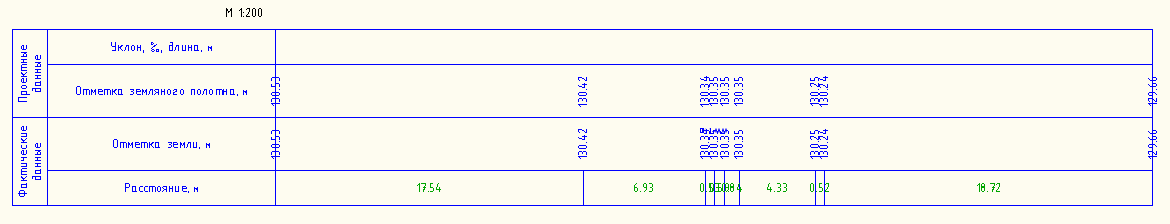 М 1:200
Проектные данные
Уклон, ‰, длина, м
Отметка земляного полотна, м
130.53 130.42 130.34 130.35 130.35 130.35 130.25 130.24 129.66
Фактические данные
Отметка земли, м
130.53 130.42 130.35 130.35 130.25 130.24 129.66
Расстояние, м
17.54 6.93 4.33 0.52 18.72